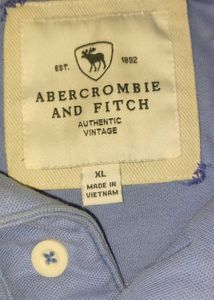 EST. 1892
ABERCROMBIE
AND FITCH
AUTHENTIC
VINTAGE
XL
MADE IN
VIETNAM